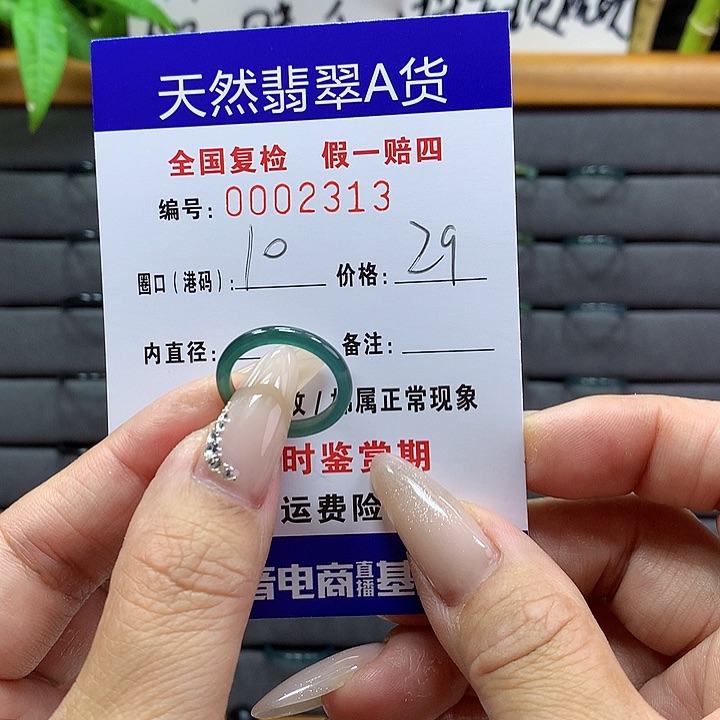 天然翡翠A货
全国复检 假一赔四
编号：0002313
圈口（港码）：10 价格：29
内直径： 备注：
纹/属正常现象
时鉴赏期
运费险
音电商直播基